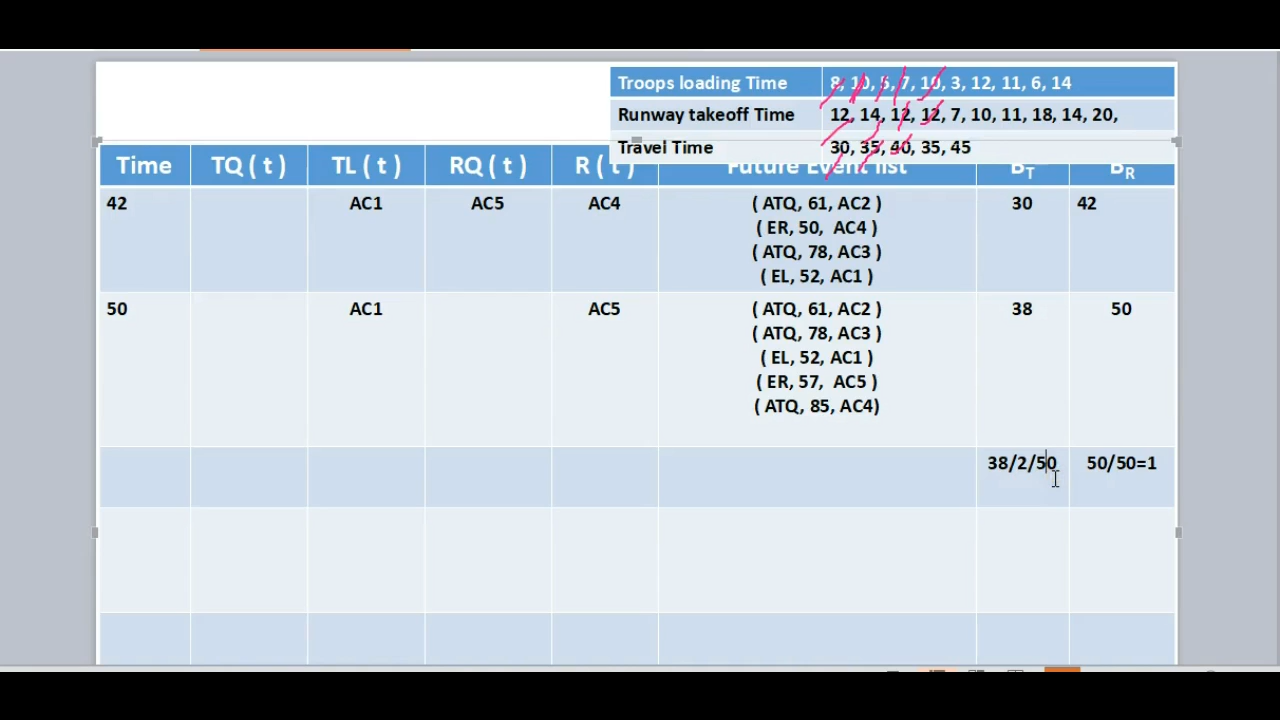 Troops loading Time 8, 10, 5, 7, 10, 3, 12, 11, 6, 14
Runway takeoff Time 12, 14, 12, 12, 7, 10, 11, 18, 14, 20,
Travel Time 30, 35, 40, 35, 45
Time TQ ( t ) TL ( t ) RQ ( t ) R ( t ) Future Event list BT BR
42 AC1 AC5 AC4 ( ATQ, 61, AC2 ) 30 42
( ER, 50, AC4 )
( ATQ, 78, AC3 )
( EL, 52, AC1 )
50 AC1 AC5 ( ATQ, 61, AC2 ) 38 50
( ATQ, 78, AC3 )
( EL, 52, AC1 )
( ER, 57, AC5 )
( ATQ, 85, AC4)
38/2/50 50/50=1